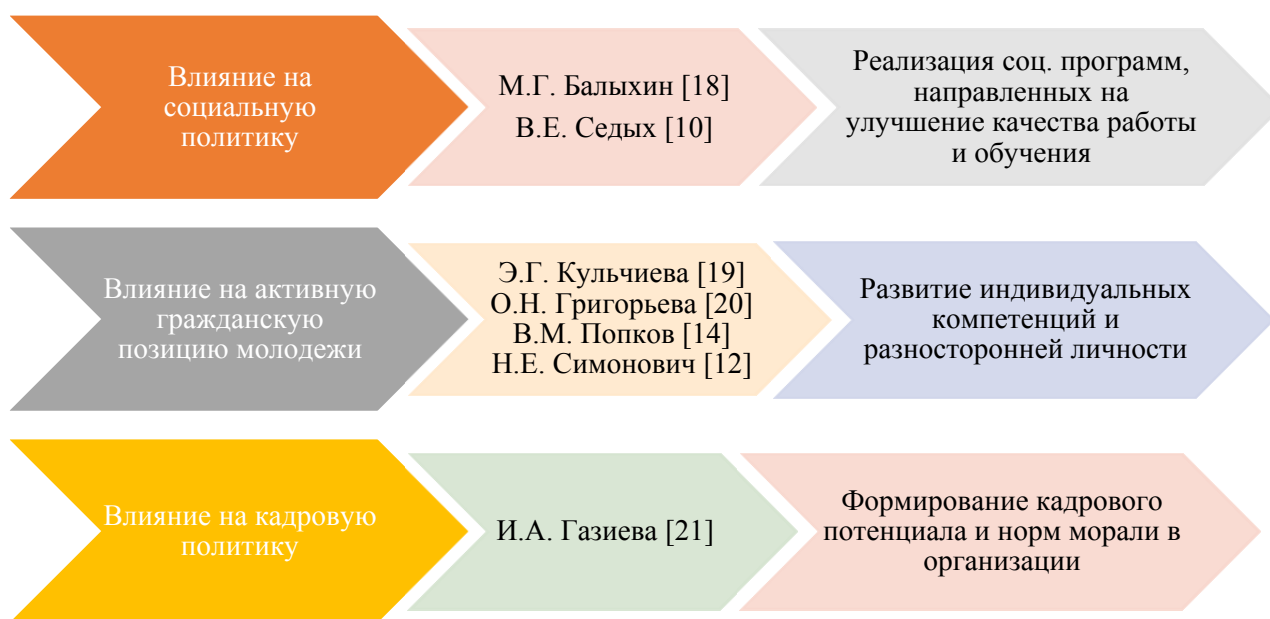 Влияние на
социальную
политику
М.Г. Балыхин [18]
В.Е. Седых [10]
Реализация соц. программ,
направленных на
улучшение качества работы
и обучения
Влияние на активную
гражданскую
позицию молодежи
Э.Г. Кульчиева [19]
О.Н. Григорьева [20]
В.М. Попков [14]
Н.Е. Симонович [12]
Развитие индивидуальных
компетенций и
разносторонней личности
Влияние на кадровую
политику
И.А. Газиева [21]
Формирование кадрового
потенциала и норм морали в
организации